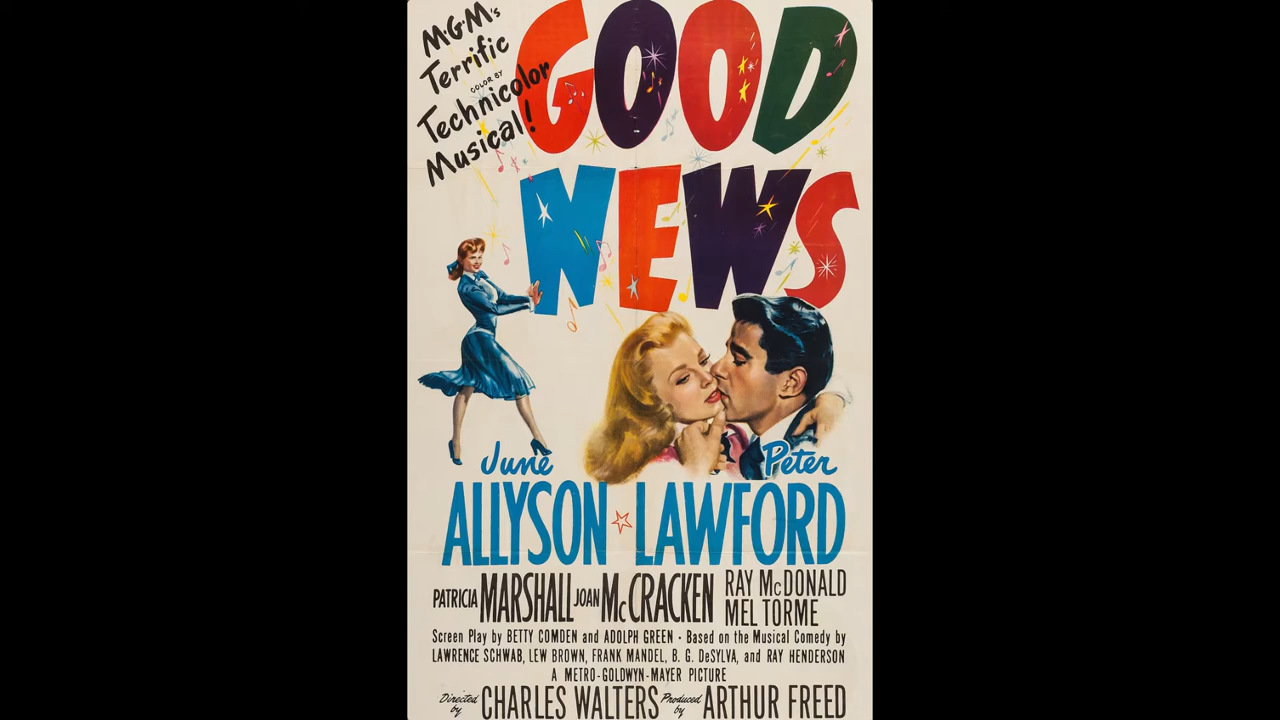 M·G·M's
Terrific
COLOR BY
Technicolor
Musical!
GOOD
NEWS
June
ALLYSON
Peter
LAWFORD
PATRICIA MARSHALL JOAN McCRACKEN
RAY McDONALD
MEL TORME
Screen Play by BETTY COMDEN and ADOLPH GREEN · Based on the Musical Comedy by
LAWRENCE SCHWAB, LEW BROWN, FRANK MANDEL, B. G. DeSYLVA, and RAY HENDERSON
A METRO-GOLDWYN-MAYER PICTURE
Directed by CHARLES WALTERS Produced by ARTHUR FREED